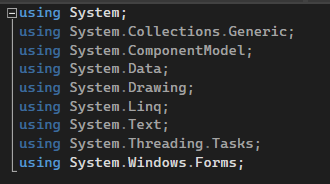 using System;
using System.Collections.Generic;
using System.ComponentModel;
using System.Data;
using System.Drawing;
using System.Linq;
using System.Text;
using System.Threading.Tasks;
using System.Windows.Forms;